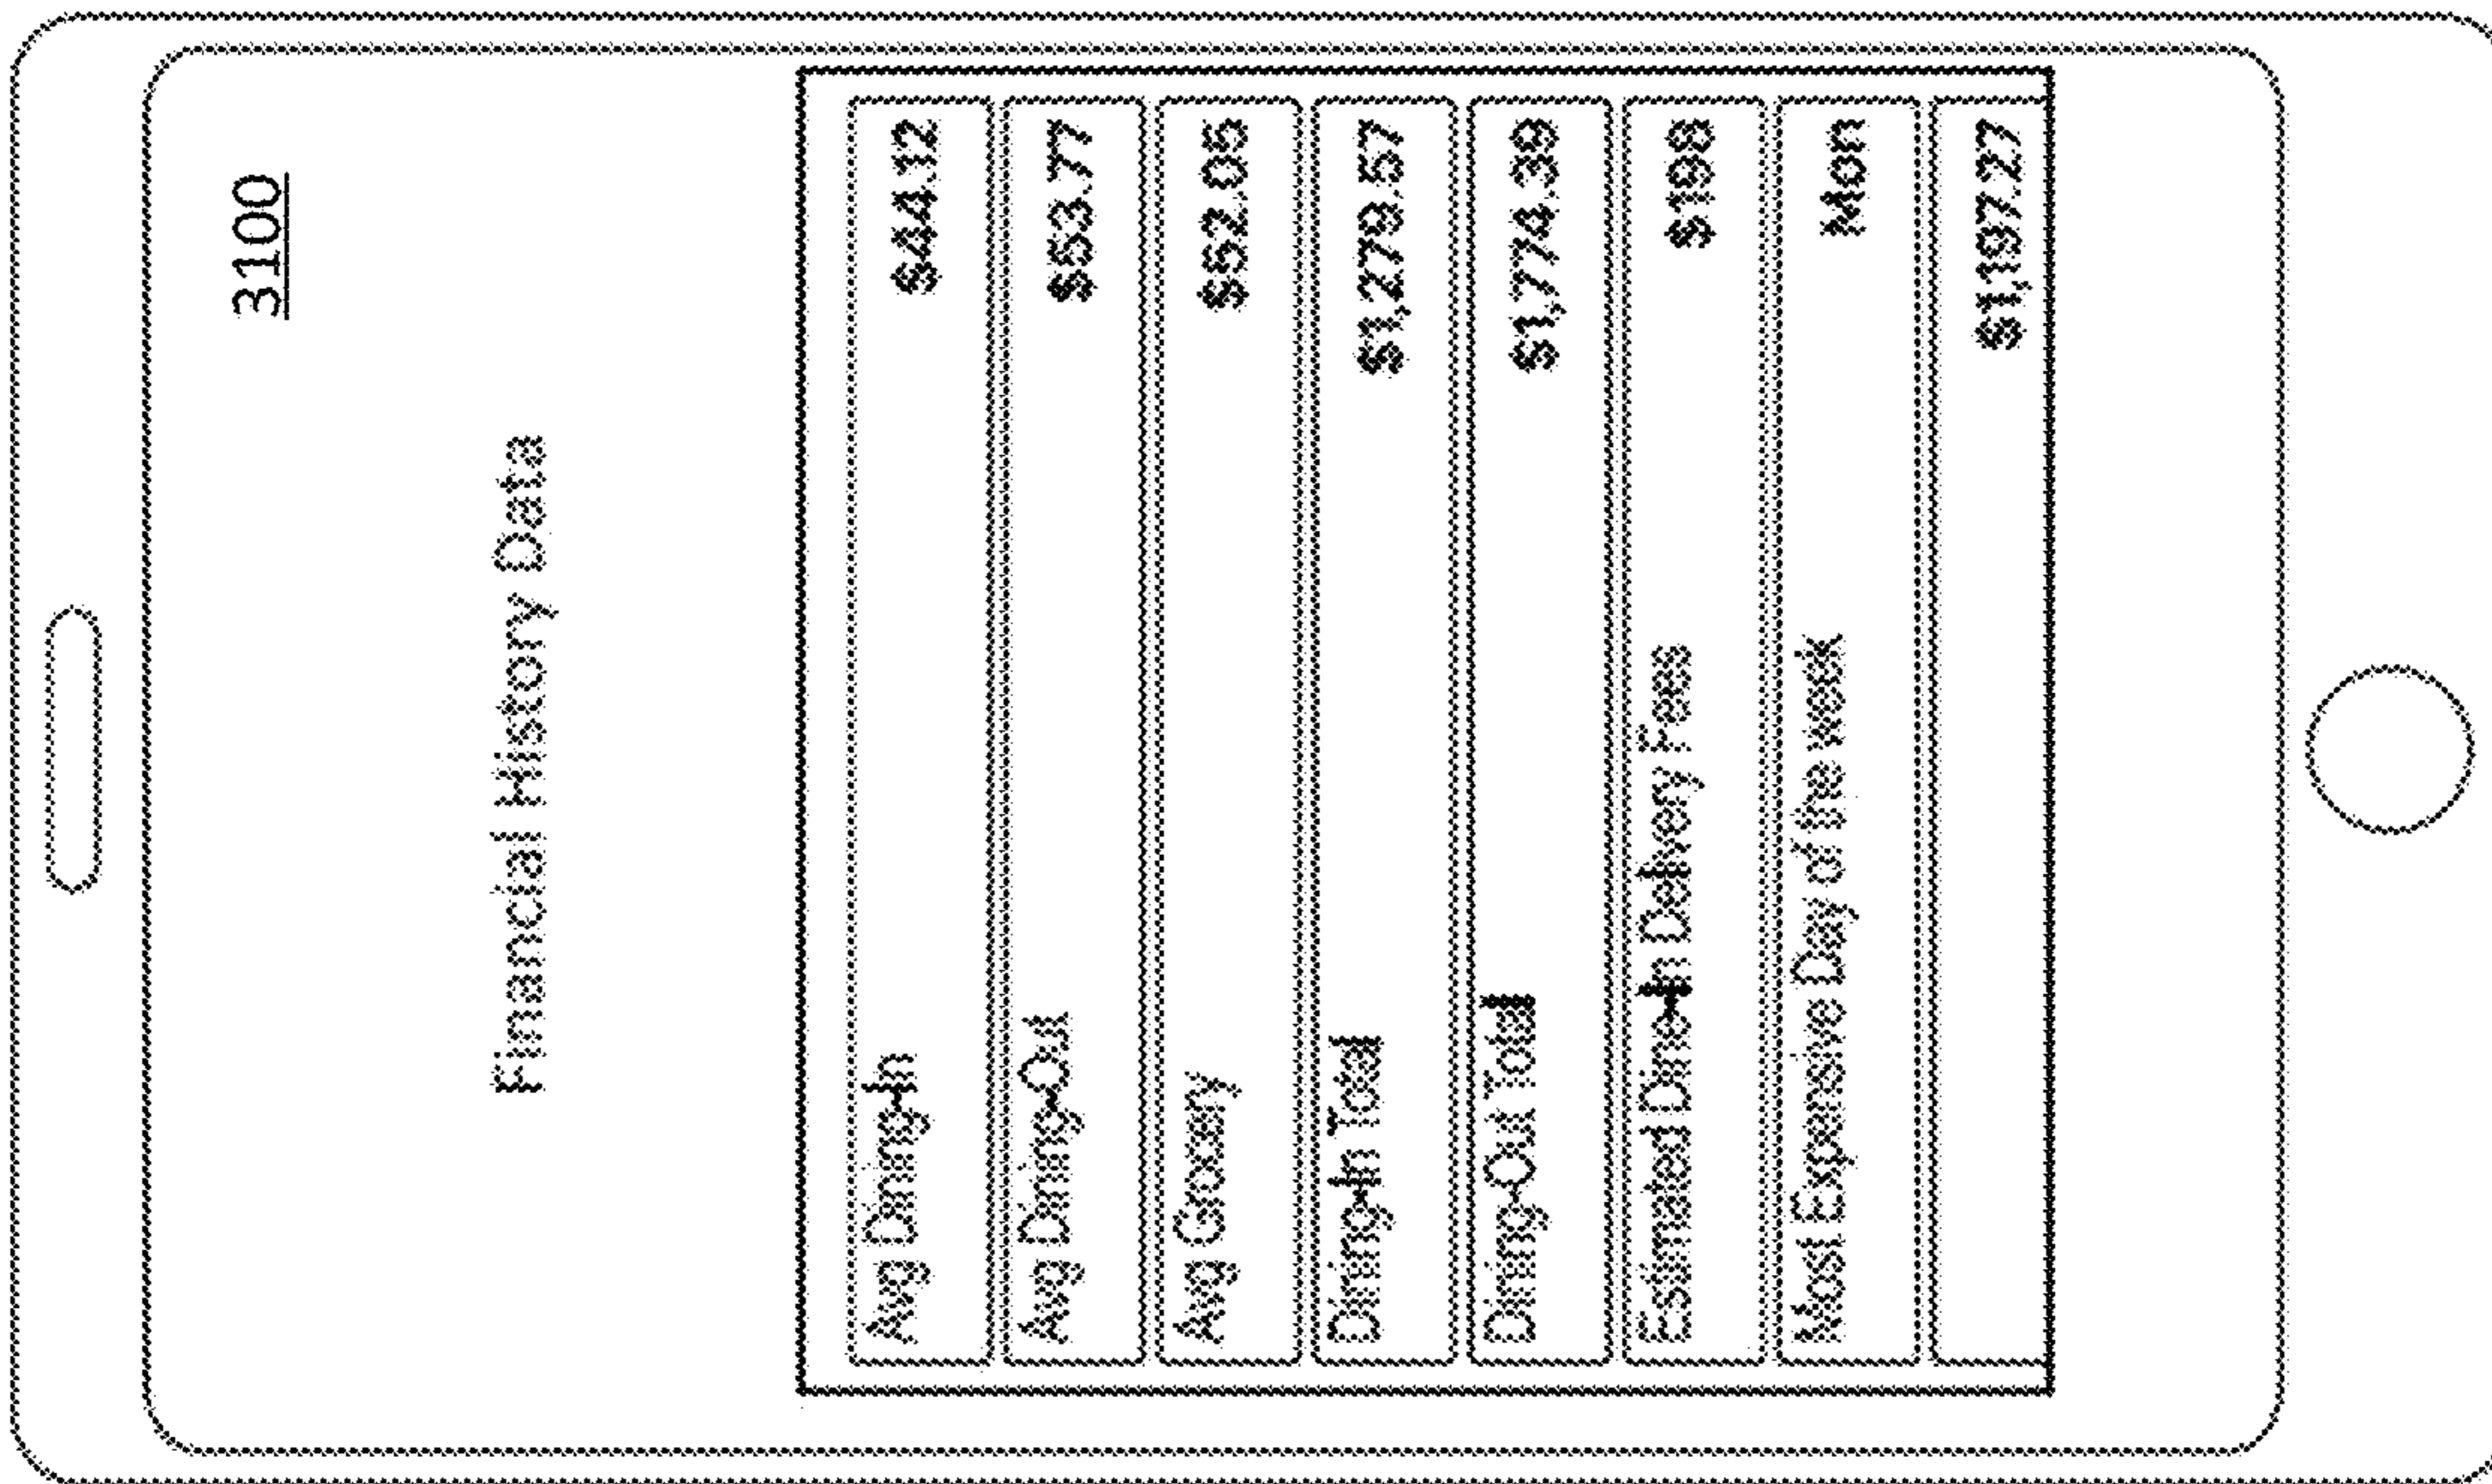 3100
Financial History Data
Avg Dining-In $44.12
Avg Dining-Out $53.77
Avg Grocery $52.05
Dining-In Total $1,279.57
Dining-Out Total $1,774.39
Estimated Dine-In Delivery Fees $198
Most Expensive Day of the week Mon
$1,197.27